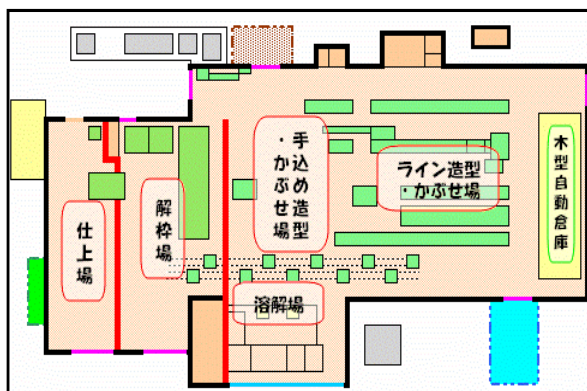 仕上場
解枠場
手込め造型
・かぶせ場
ライン造型
・かぶせ場
木型自動倉庫
溶解場